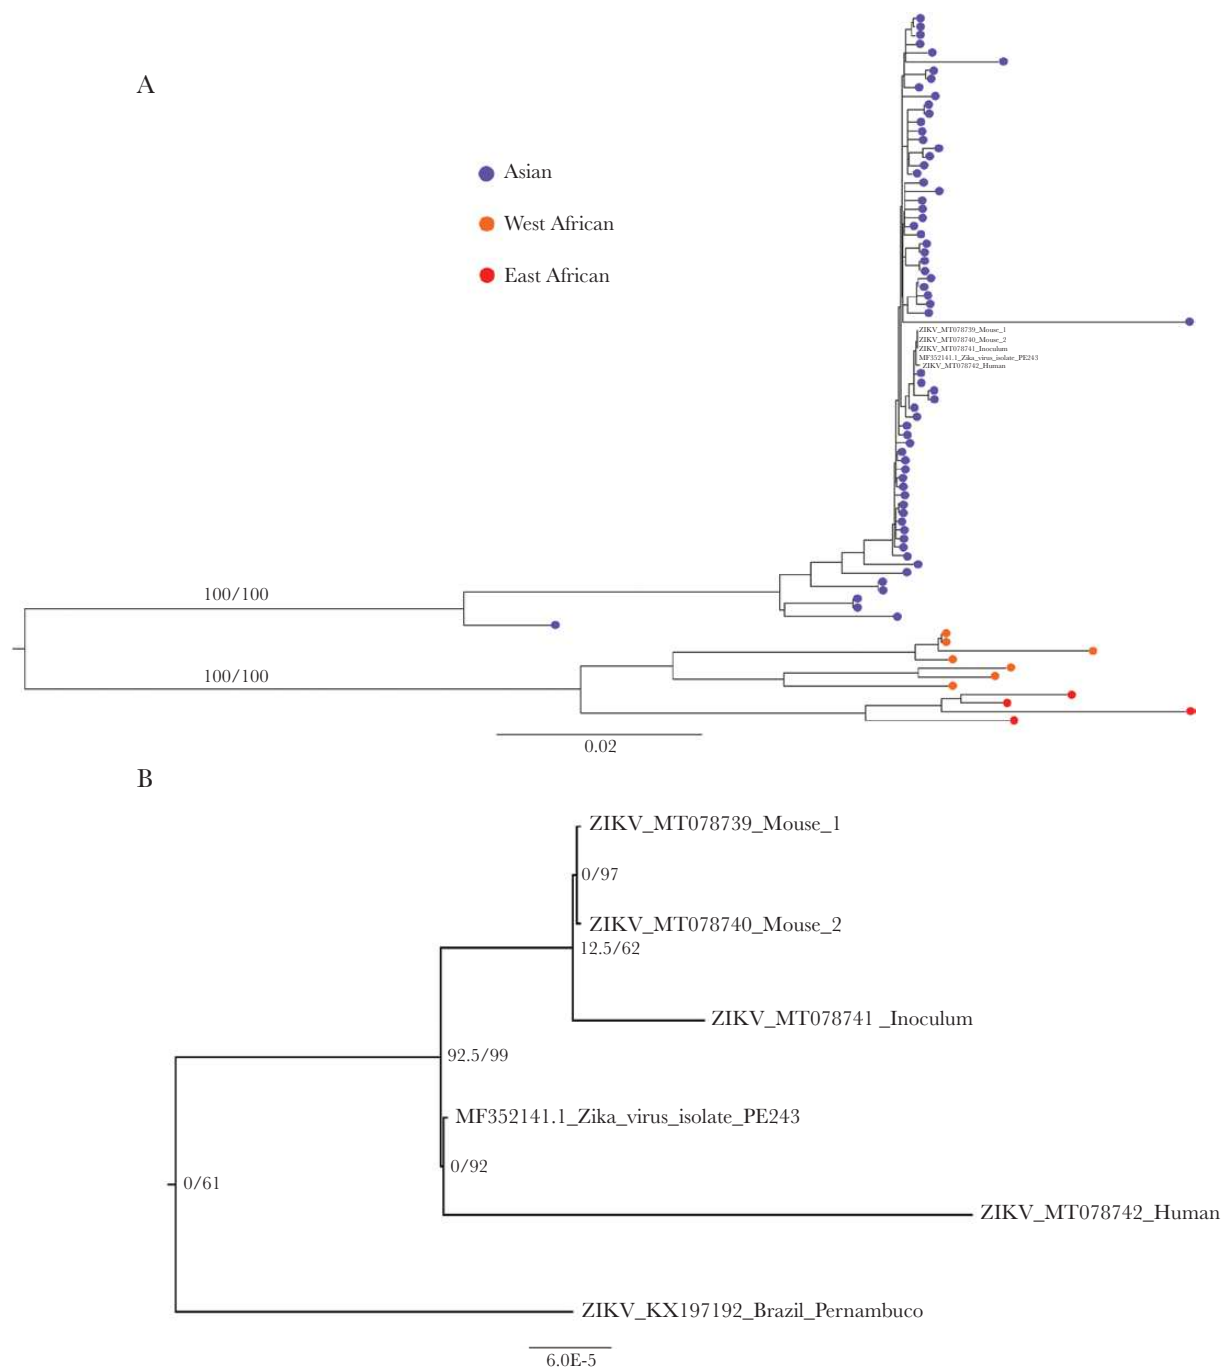 A
Asian
West African
East African
ZIKV_MT078739_Mouse_1
ZIKV_MT078740_Mouse_2
ZIKV_MT078741_Inoculum
MF352141.1_Zika_virus_isolate_PE243
ZIKV_MT078742_Human
100/100
100/100
0.02
B
ZIKV_MT078739_Mouse_1
0/97
ZIKV_MT078740_Mouse_2
12.5/62
ZIKV_MT078741_Inoculum
92.5/99
MF352141.1_Zika_virus_isolate_PE243
0/92
0/61
ZIKV_MT078742_Human
ZIKV_KX197192_Brazil_Pernambuco
6.0E-5